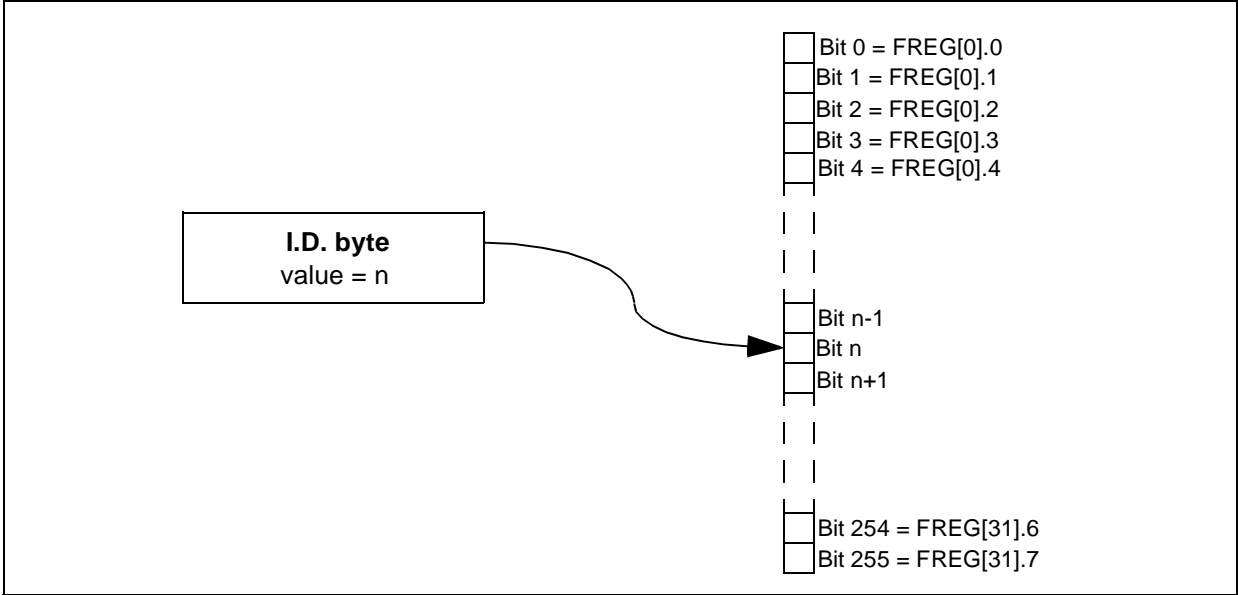 Bit 0 = FREG[0].0
Bit 1 = FREG[0].1
Bit 2 = FREG[0].2
Bit 3 = FREG[0].3
Bit 4 = FREG[0].4
I.D. byte
value = n
Bit n-1
Bit n
Bit n+1
Bit 254 = FREG[31].6
Bit 255 = FREG[31].7